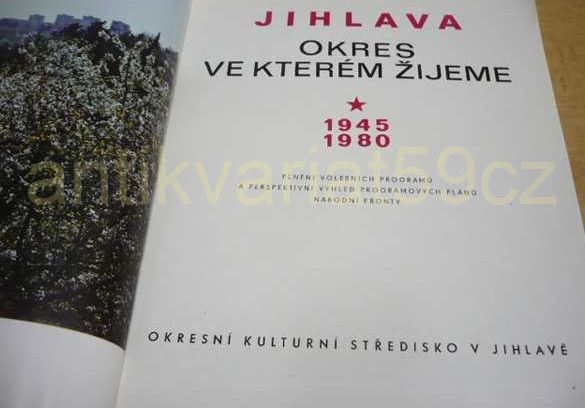 JIHLAVA
OKRES
VE KTERÉM ŽIJEME
★
1945
1980
PLNĚNÍ VOLEBNÍCH PROGRAMŮ
A PERSPEKTIVNÍ VÝHLED PROGRAMOVÝCH PLÁNŮ
NÁRODNÍ FRONTY
antikvariat59cz
OKRESNÍ KULTURNÍ STŘEDISKO V JIHLAVĚ